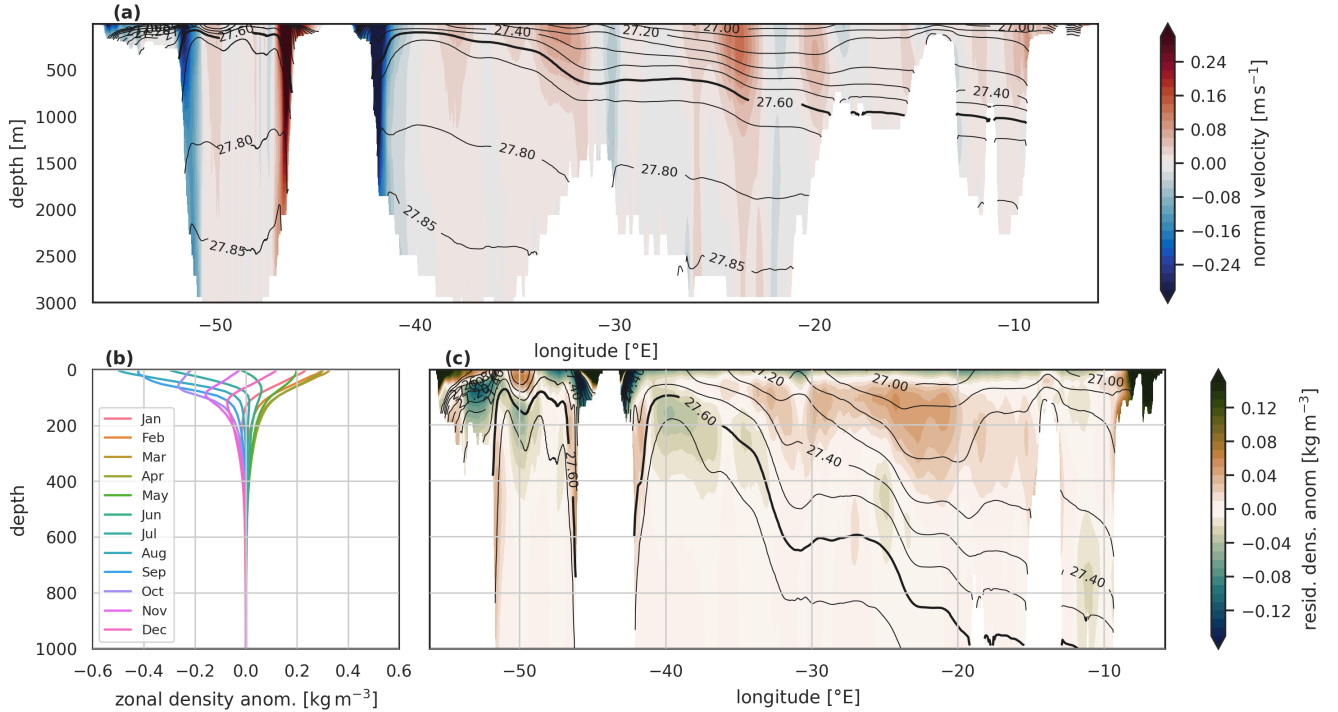 (a)
27.60
27.40
27.20
27.00
27.00
27.60
27.40
27.80
27.80
27.80
27.85
27.85
27.85
500
1000
1500
2000
2500
3000
depth [m]
−50
−40
−30
−20
−10
longitude [°E]
0.24
0.16
0.08
0.00
−0.08
−0.16
−0.24
normal velocity [m s⁻¹]
(b)
0
200
400
600
800
1000
depth
Jan
Feb
Mar
Apr
May
Jun
Jul
Aug
Sep
Oct
Nov
Dec
−0.6
−0.4
−0.2
0.0
0.2
0.4
0.6
zonal density anom. [kg m⁻³]
(c)
27.20
27.00
27.00
27.60
27.60
27.40
27.40
−50
−40
−30
−20
−10
longitude [°E]
0.12
0.08
0.04
0.00
−0.04
−0.08
−0.12
resid. dens. anom [kg m⁻³]